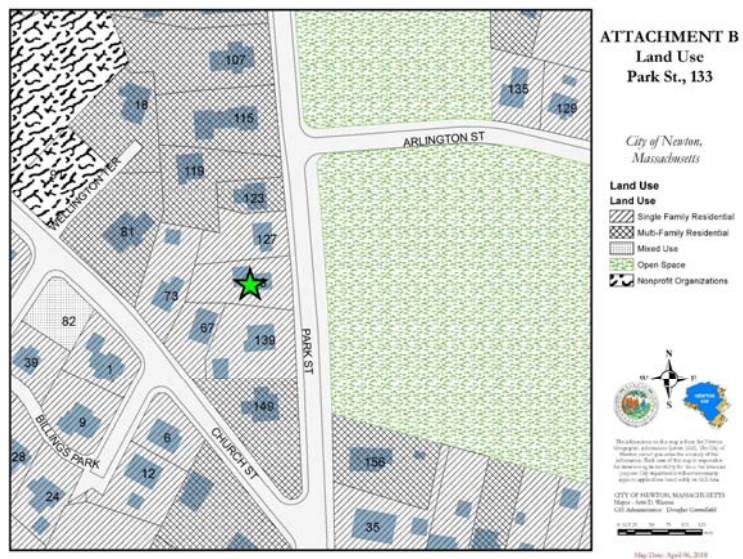 ATTACHMENT B
Land Use
Park St., 133
City of Newton,
Massachusetts
Land Use
Land Use
Single Family Residential
Multi-Family Residential
Mixed Use
Open Space
Nonprofit Organizations
N
S
CITY OF NEWTON, MASSACHUSETTS
Map Date: April 06, 2018
107
18
115
135
129
ARLINGTON ST
119
WELLINGTON TER
123
81
127
73
82
67
139
PARK ST
39
1
149
9
6
CHURCH ST
BILLINGS PARK
28
12
156
24
35